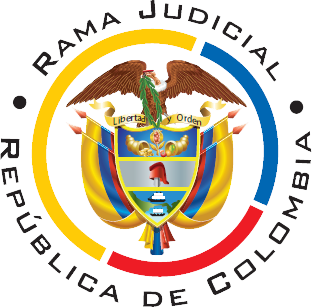 RAMA JUDICIAL
Libertad y Orden
REPÚBLICA DE COLOMBIA